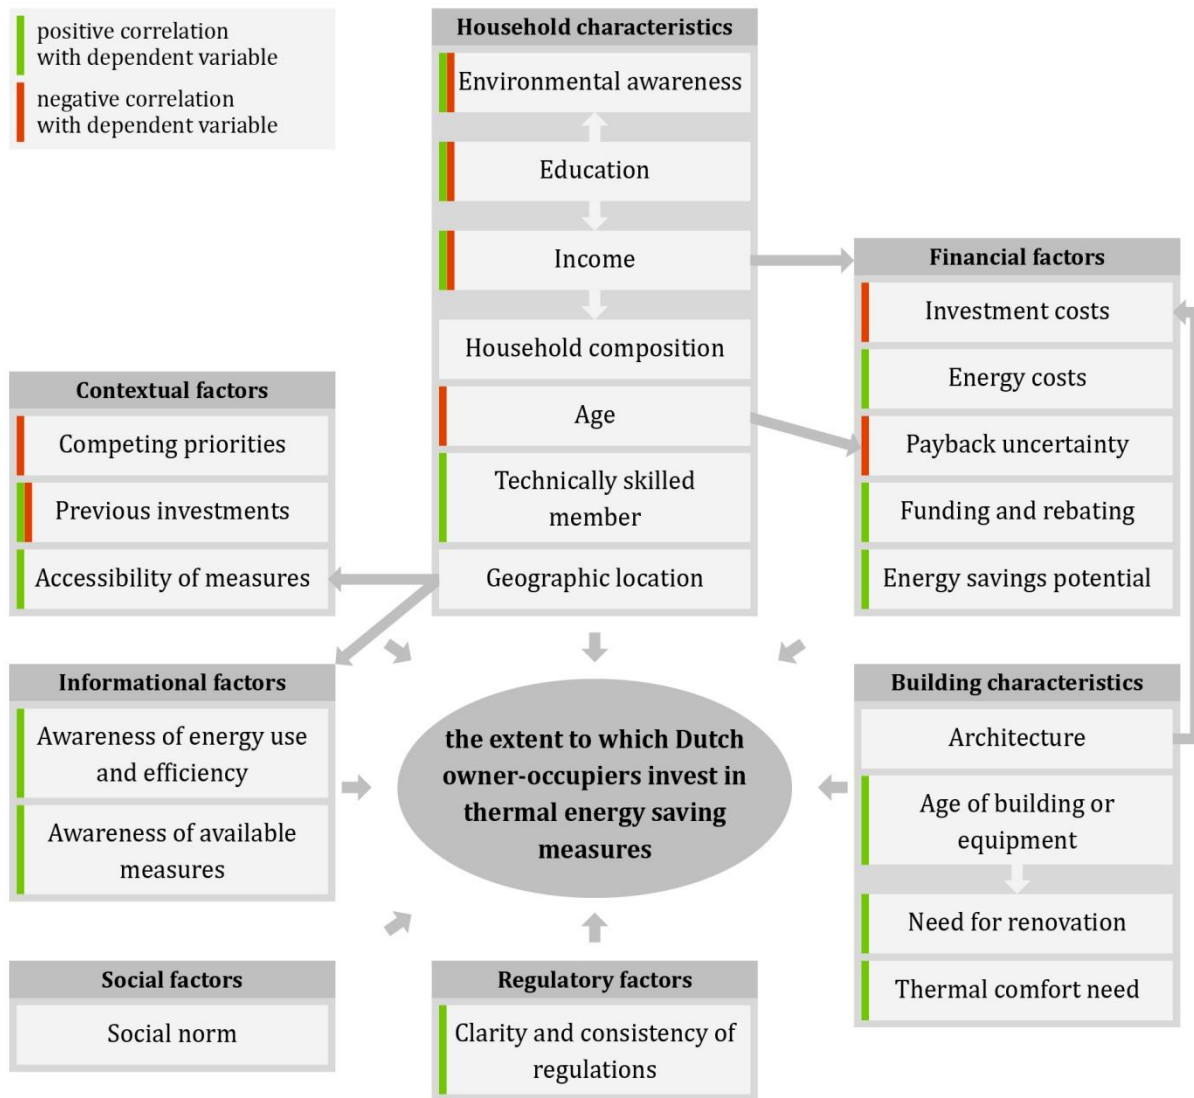 positive correlation
with dependent variable
negative correlation
with dependent variable
Household characteristics
Environmental awareness
Education
Income
Household composition
Age
Technically skilled
member
Geographic location
Financial factors
Investment costs
Energy costs
Payback uncertainty
Funding and rebating
Energy savings potential
Contextual factors
Competing priorities
Previous investments
Accessibility of measures
Informational factors
Awareness of energy use
and efficiency
Awareness of available
measures
the extent to which Dutch
owner-occupiers invest in
thermal energy saving
measures
Building characteristics
Architecture
Age of building or
equipment
Need for renovation
Thermal comfort need
Social factors
Social norm
Regulatory factors
Clarity and consistency of
regulations